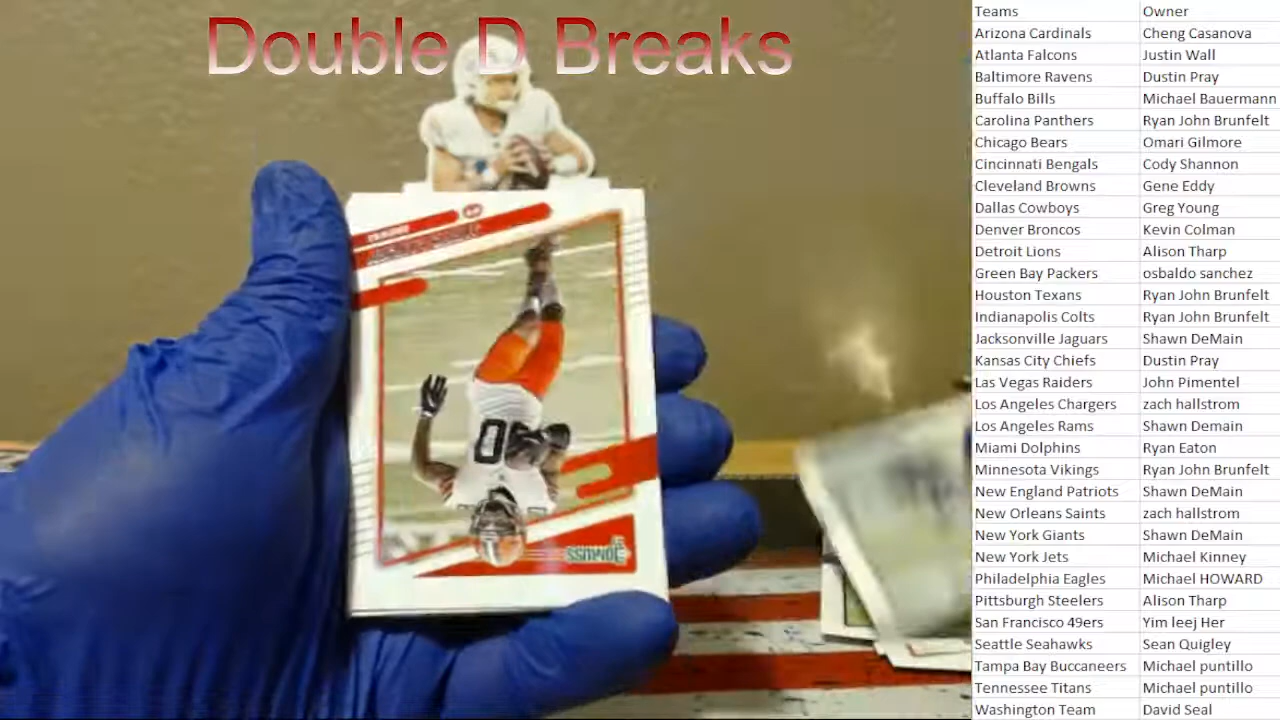 Double D Breaks
Teams Owner
Arizona Cardinals Cheng Casanova
Atlanta Falcons Justin Wall
Baltimore Ravens Dustin Pray
Buffalo Bills Michael Bauermann
Carolina Panthers Ryan John Brunfelt
Chicago Bears Omari Gilmore
Cincinnati Bengals Cody Shannon
Cleveland Browns Gene Eddy
Dallas Cowboys Greg Young
Denver Broncos Kevin Colman
Detroit Lions Alison Tharp
Green Bay Packers osbaldo sanchez
Houston Texans Ryan John Brunfelt
Indianapolis Colts Ryan John Brunfelt
Jacksonville Jaguars Shawn DeMain
Kansas City Chiefs Dustin Pray
Las Vegas Raiders John Pimentel
Los Angeles Chargers zach hallstrom
Los Angeles Rams Shawn Demain
Miami Dolphins Ryan Eaton
Minnesota Vikings Ryan John Brunfelt
New England Patriots Shawn DeMain
New Orleans Saints zach hallstrom
New York Giants Shawn DeMain
New York Jets Michael Kinney
Philadelphia Eagles Michael HOWARD
Pittsburgh Steelers Alison Tharp
San Francisco 49ers Yim leej Her
Seattle Seahawks Sean Quigley
Tampa Bay Buccaneers Michael puntillo
Tennessee Titans Michael puntillo
Washington Team David Seal
Donruss